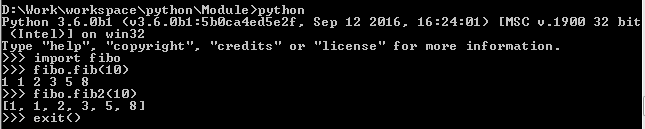 D:\Work\workspace\python\Module>python
Python 3.6.0b1 (v3.6.0b1:5b0ca4ed5e2f, Sep 12 2016, 16:24:01) [MSC v.1900 32 bit
 (Intel)] on win32
Type "help", "copyright", "credits" or "license" for more information.
>>> import fibo
>>> fibo.fib(10)
1 1 2 3 5 8
>>> fibo.fib2(10)
[1, 1, 2, 3, 5, 8]
>>> exit()